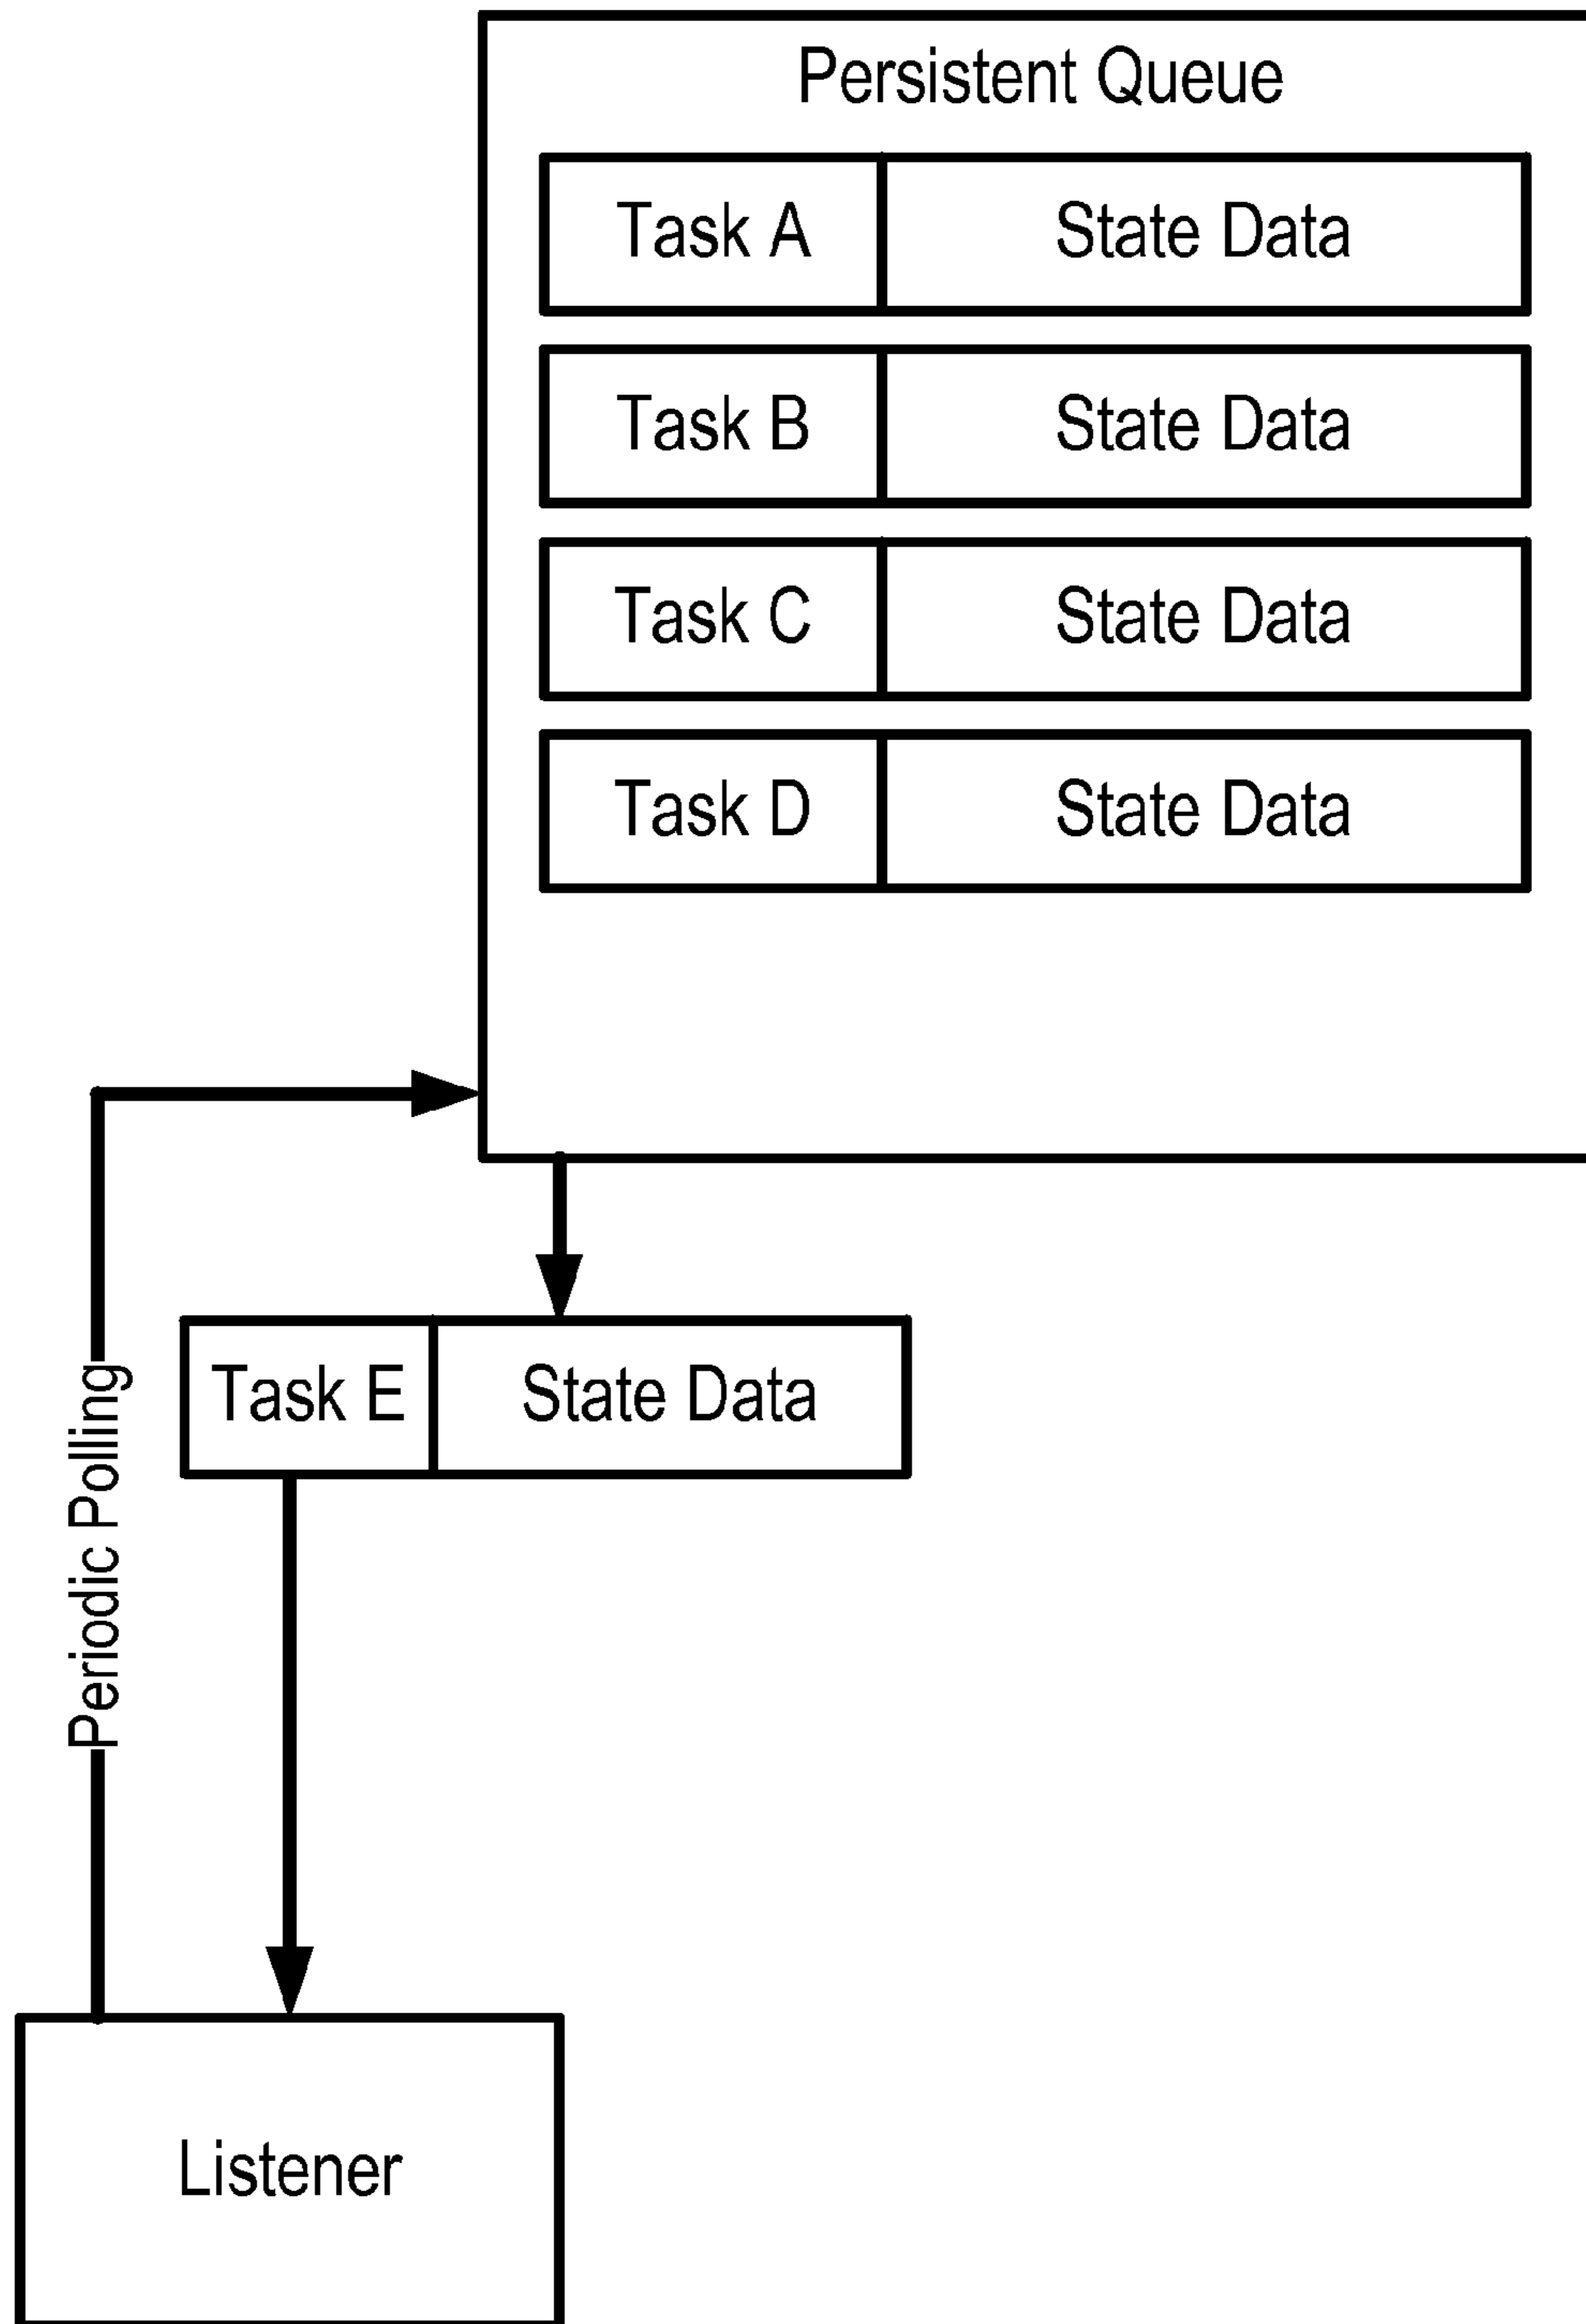 Persistent Queue
Task A State Data
Task B State Data
Task C State Data
Task D State Data
Task E State Data
Periodic Polling
Listener